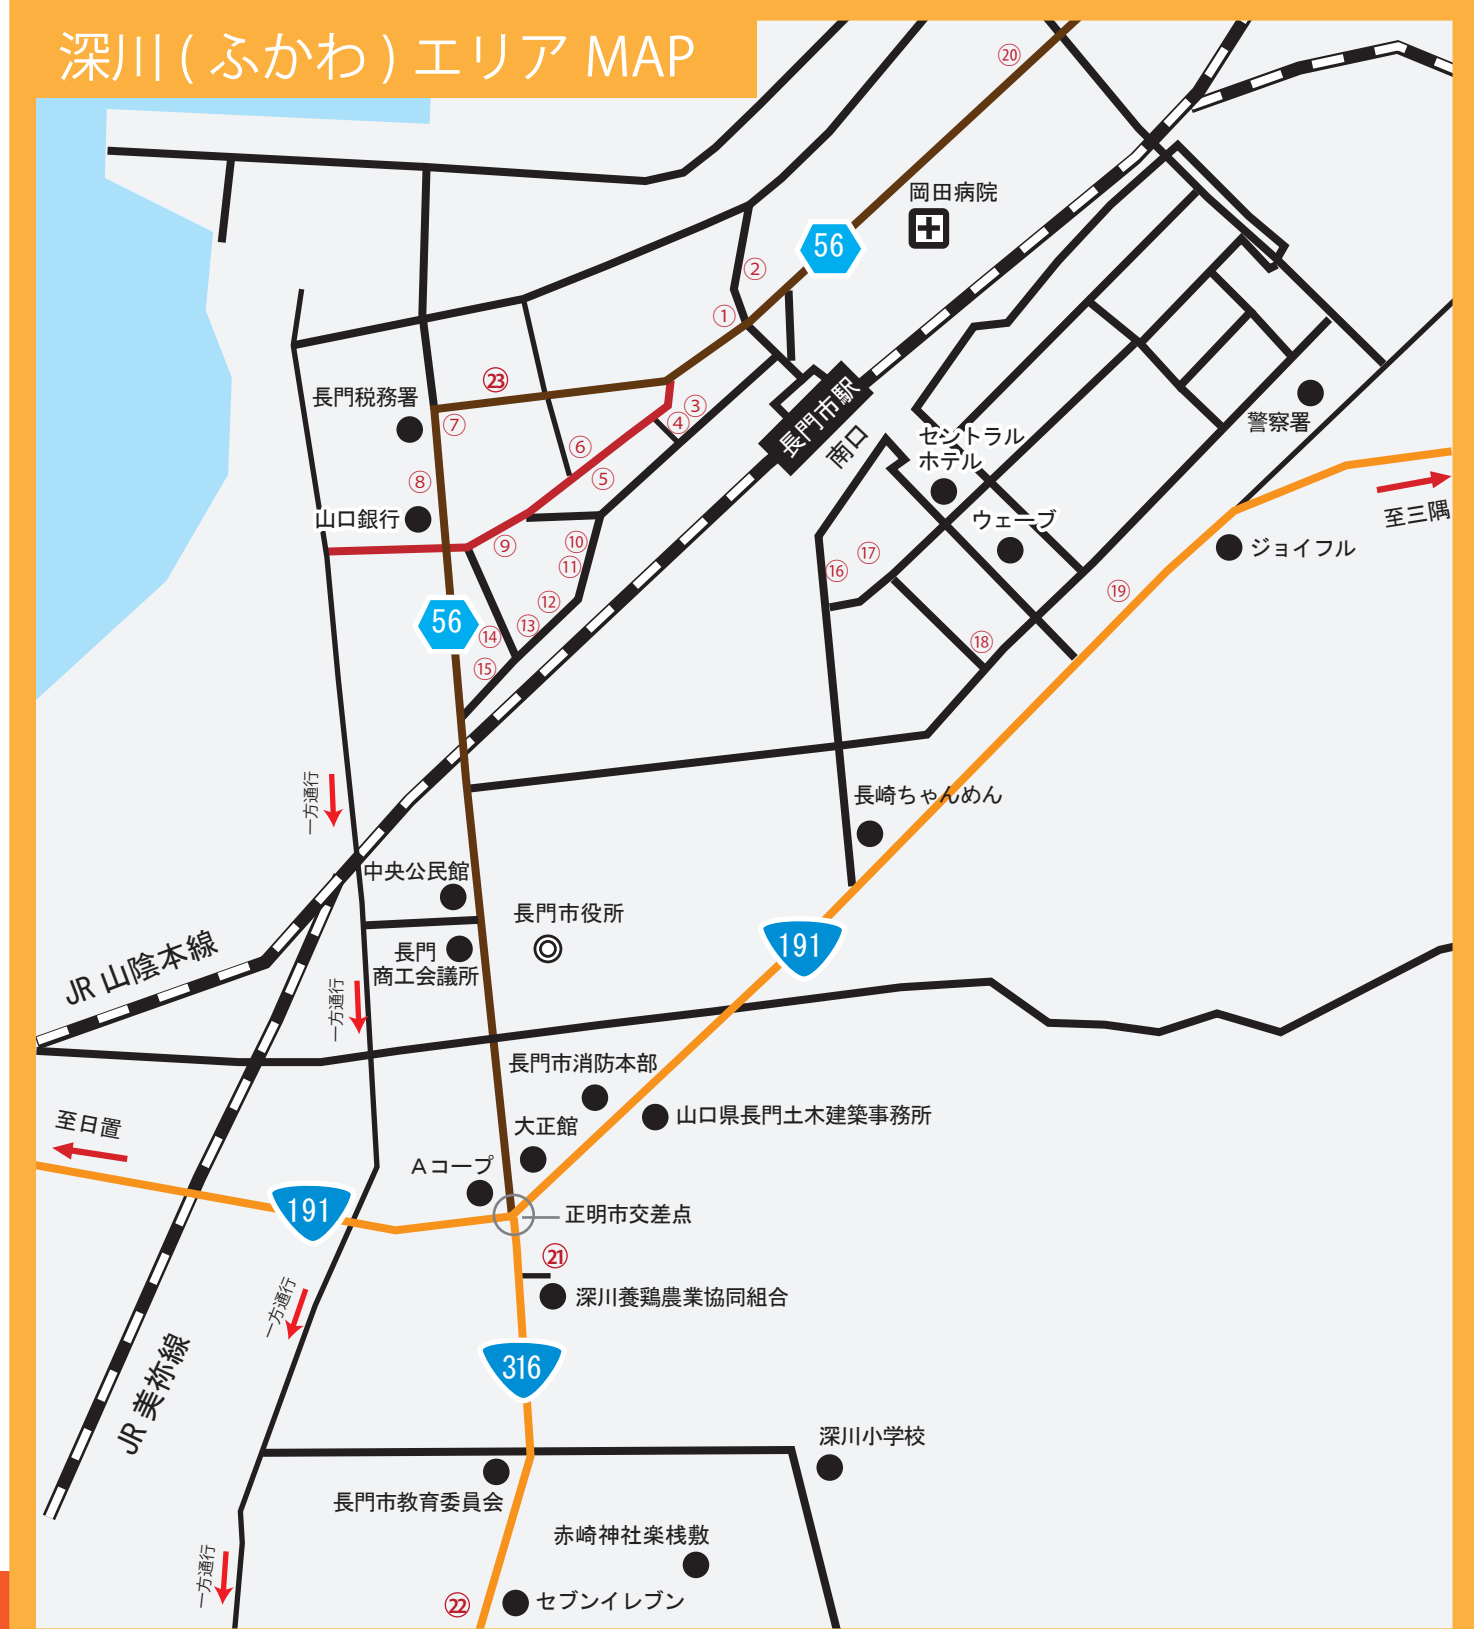 深川(ふかわ)エリアMAP
⑳
岡田病院
56
②
①
長門税務署
㉓
③
④
⑦
⑥
⑤
⑧
長門市駅
南口
セントラル
ホテル
警察署
至三隅
山口銀行
⑨
⑩
⑪
ウェーブ
ジョイフル
⑰
⑯
⑲
⑫
⑬
56
⑭
⑮
⑱
一方通行
長崎ちゃんめん
中央公民館
長門市役所
191
長門
商工会議所
JR山陰本線
一方通行
長門市消防本部
山口県長門土木建築事務所
至日置
大正館
Aコープ
191
正明市交差点
㉑
深川養鶏農業協同組合
一方通行
316
JR美祢線
深川小学校
長門市教育委員会
赤崎神社楽桟敷
一方通行
㉒
セブンイレブン